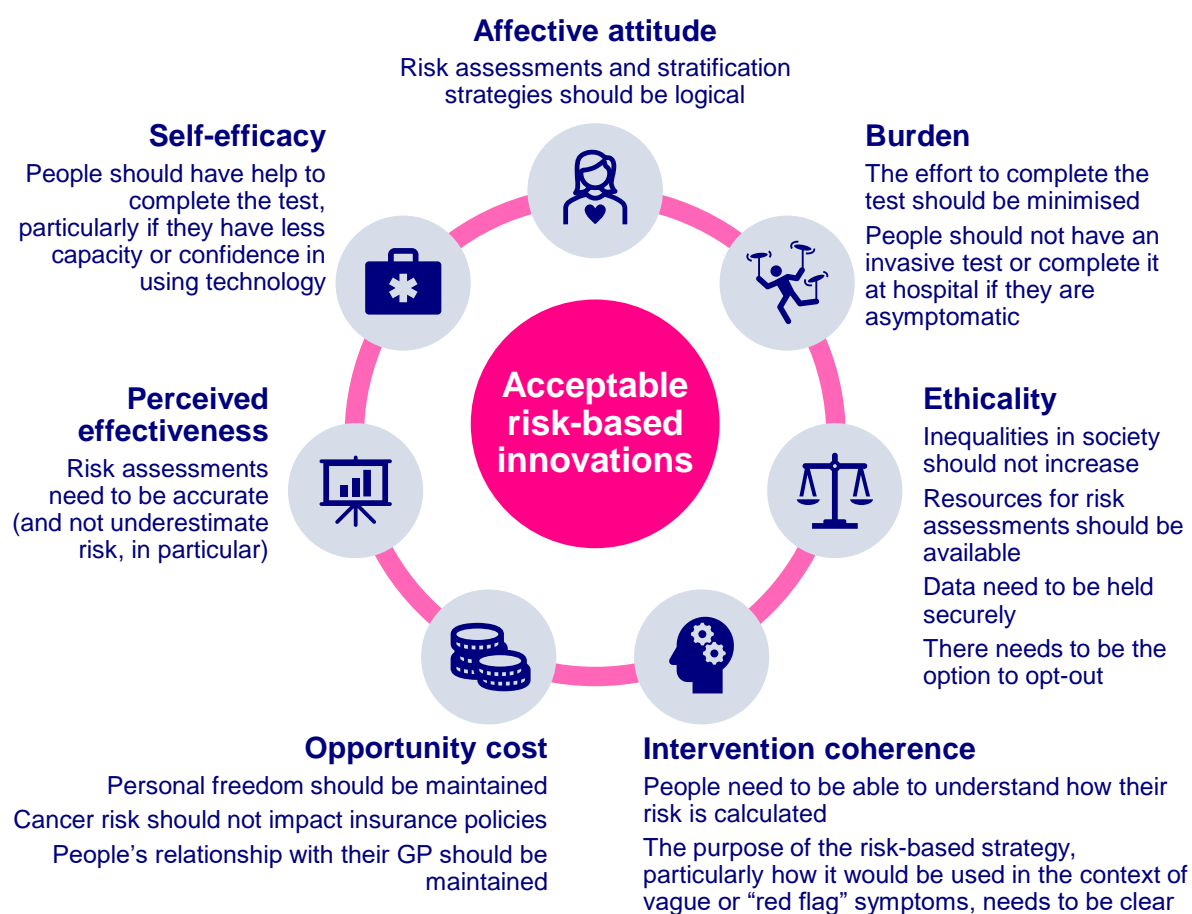 Affective attitude
Risk assessments and stratification
strategies should be logical
Self-efficacy
People should have help to
complete the test,
particularly if they have less
capacity or confidence in
using technology
Burden
The effort to complete the
test should be minimised
People should not have an
invasive test or complete it
at hospital if they are
asymptomatic
Acceptable
risk-based
innovations
Perceived
effectiveness
Risk assessments
need to be accurate
(and not underestimate
risk, in particular)
Ethicality
Inequalities in society
should not increase
Resources for risk
assessments should be
available
Data need to be held
securely
There needs to be the
option to opt-out
Opportunity cost
Personal freedom should be maintained
Cancer risk should not impact insurance policies
People’s relationship with their GP should be
maintained
Intervention coherence
People need to be able to understand how their
risk is calculated
The purpose of the risk-based strategy,
particularly how it would be used in the context of
vague or “red flag” symptoms, needs to be clear